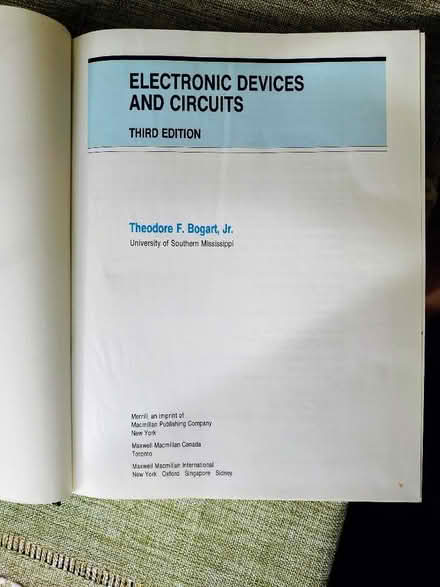 ELECTRONIC DEVICES
AND CIRCUITS
THIRD EDITION
Theodore F. Bogart, Jr.
University of Southern Mississippi
Merrill, an imprint of
Macmillan Publishing Company
New York
Maxwell Macmillan Canada
Toronto
Maxwell Macmillan International
New York Oxford Singapore Sidney